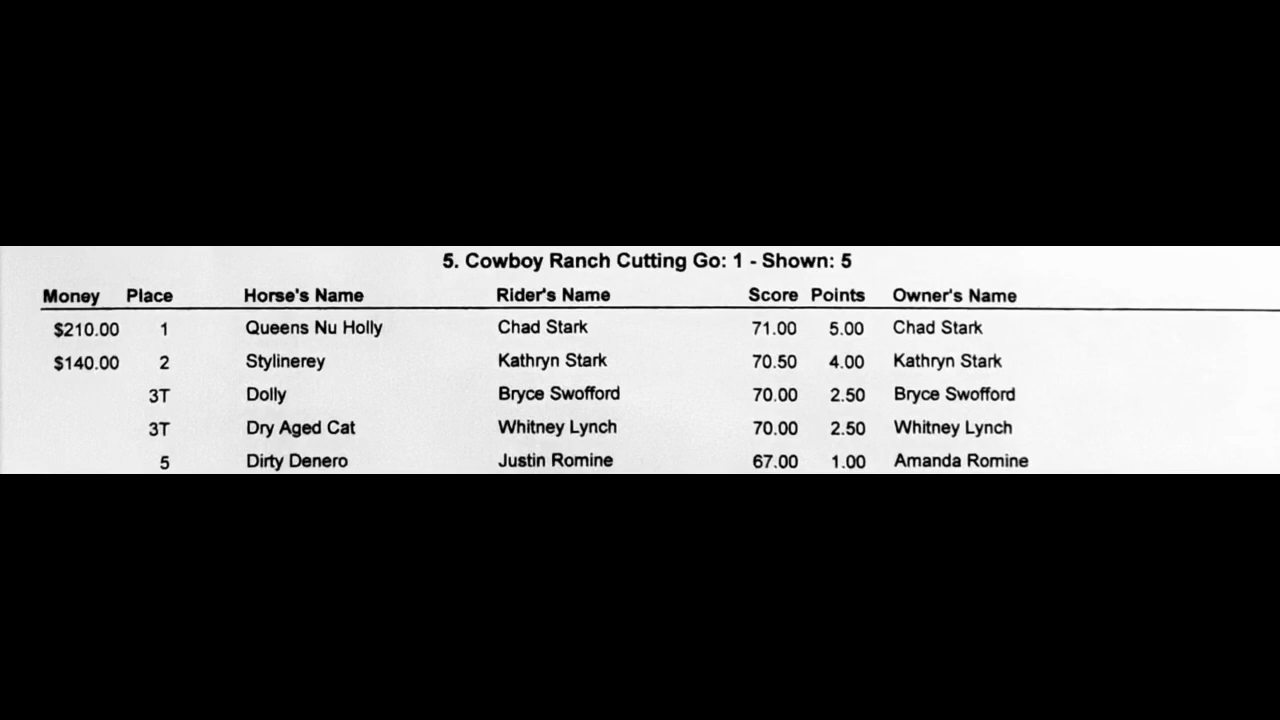 5. Cowboy Ranch Cutting Go: 1 - Shown: 5
Money Place Horse's Name Rider's Name Score Points Owner's Name
$210.00 1 Queens Nu Holly Chad Stark 71.00 5.00 Chad Stark
$140.00 2 Stylinerey Kathryn Stark 70.50 4.00 Kathryn Stark
3T Dolly Bryce Swofford 70.00 2.50 Bryce Swofford
3T Dry Aged Cat Whitney Lynch 70.00 2.50 Whitney Lynch
5 Dirty Denero Justin Romine 67.00 1.00 Amanda Romine